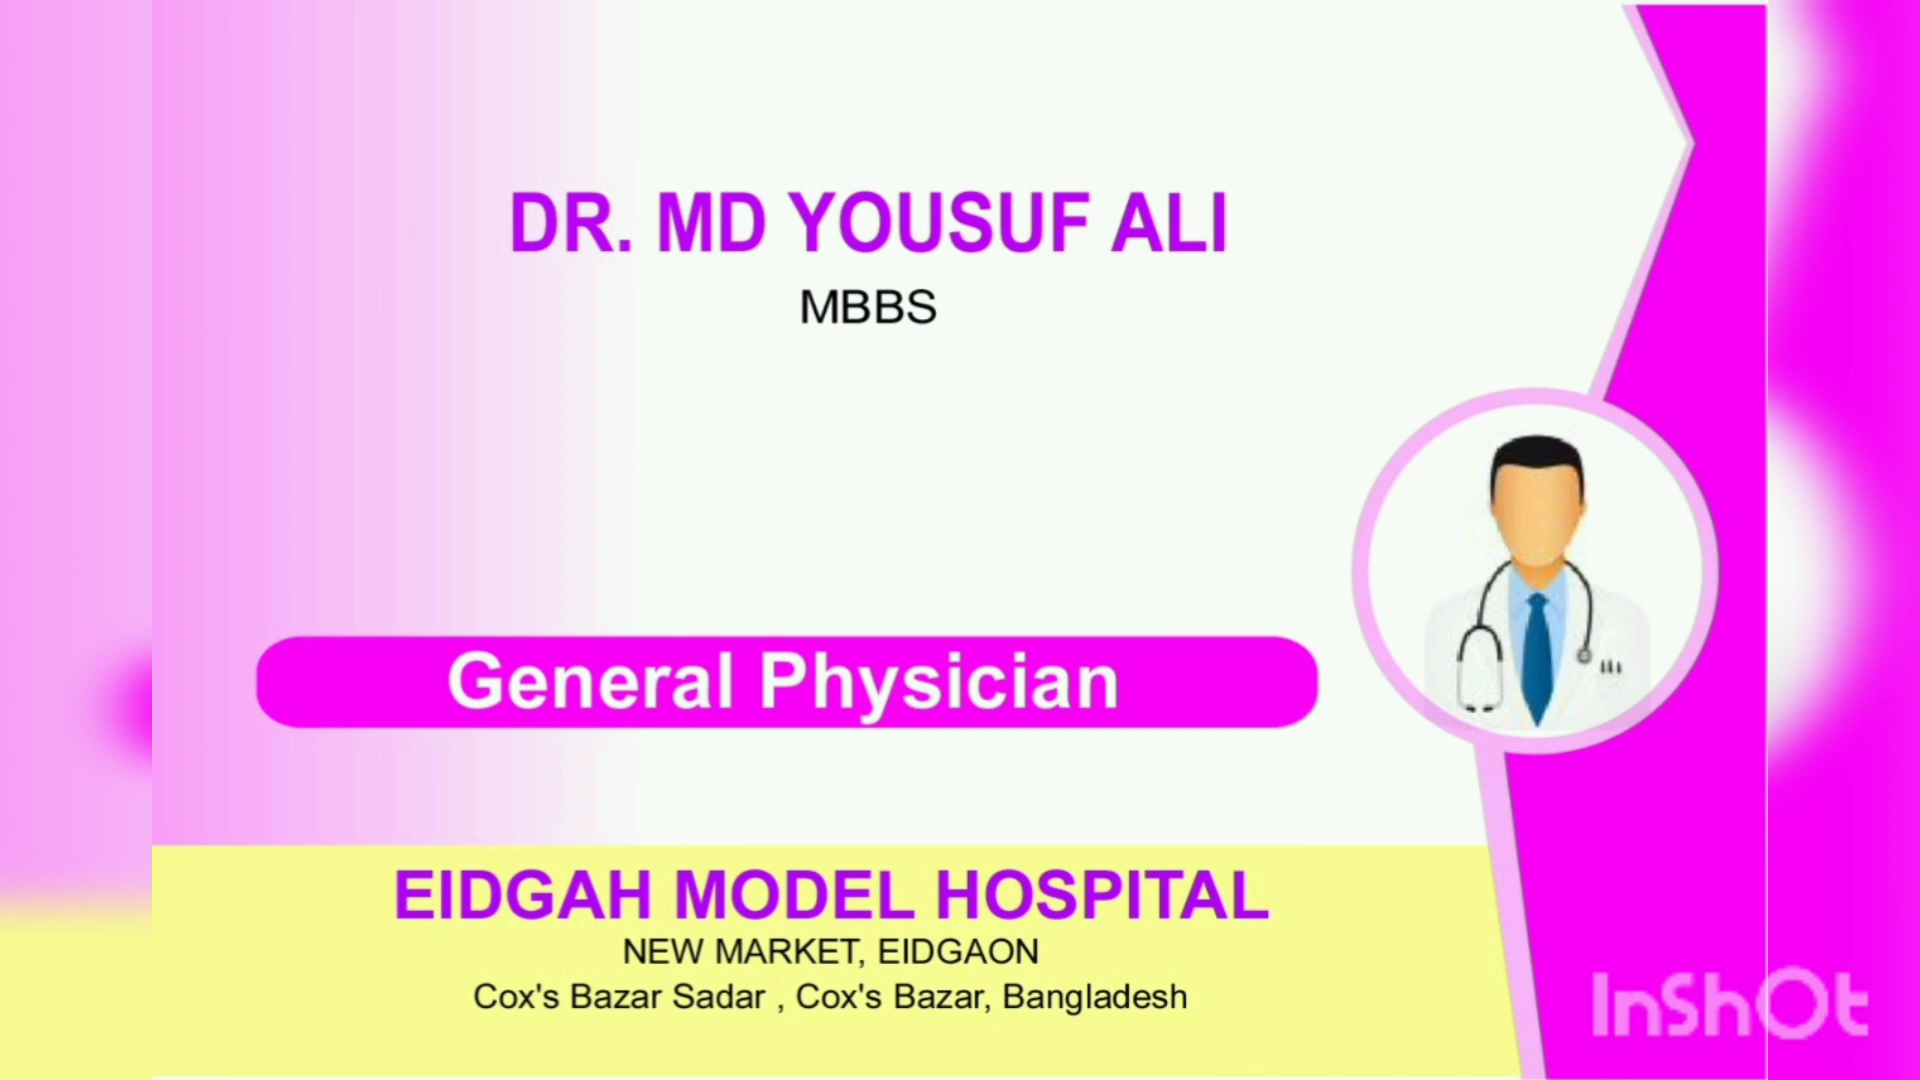 DR. MD YOUSUF ALI
MBBS
General Physician
EIDGAH MODEL HOSPITAL
NEW MARKET, EIDGAON
Cox's Bazar Sadar , Cox's Bazar, Bangladesh
InShOt